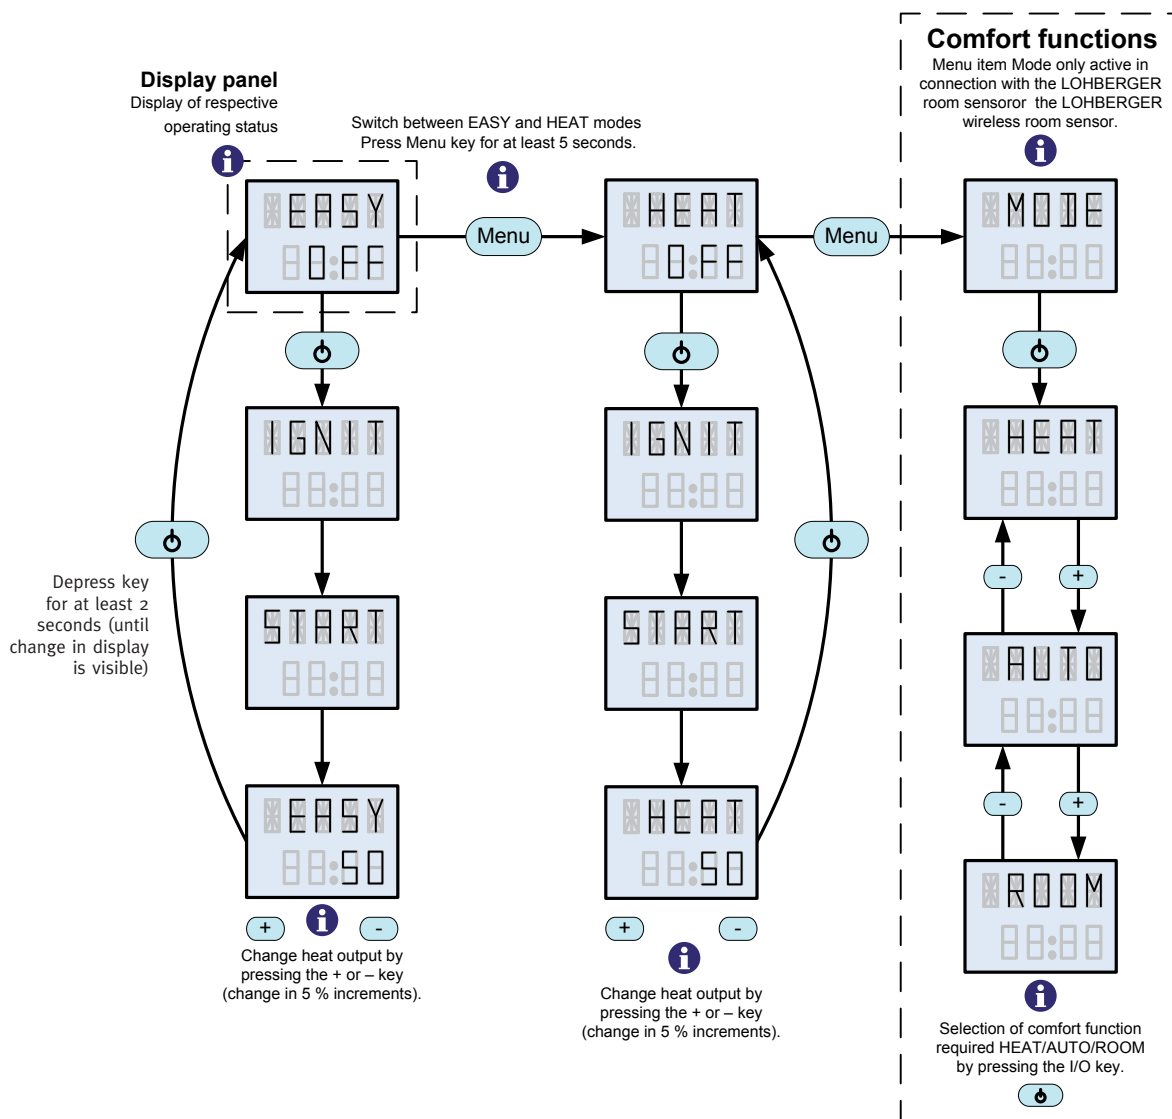 Display panel
Display of respective
operating status
i
EASY
OFF
IGNIT
START
EASY
50
Depress key
for at least 2
seconds (until
change in display
is visible)
+ i -
Change heat output by
pressing the + or – key
(change in 5 % increments).
Switch between EASY and HEAT modes
Press Menu key for at least 5 seconds.
i
Menu
HEAT
OFF
IGNIT
START
HEAT
50
+ -
i
Change heat output by
pressing the + or – key
(change in 5 % increments).
Menu
Comfort functions
Menu item Mode only active in
connection with the LOHBERGER
room sensoror the LOHBERGER
wireless room sensor.
i
MODE
HEAT
- +
AUTO
- +
ROOM
i
Selection of comfort function
required HEAT/AUTO/ROOM
by pressing the I/O key.